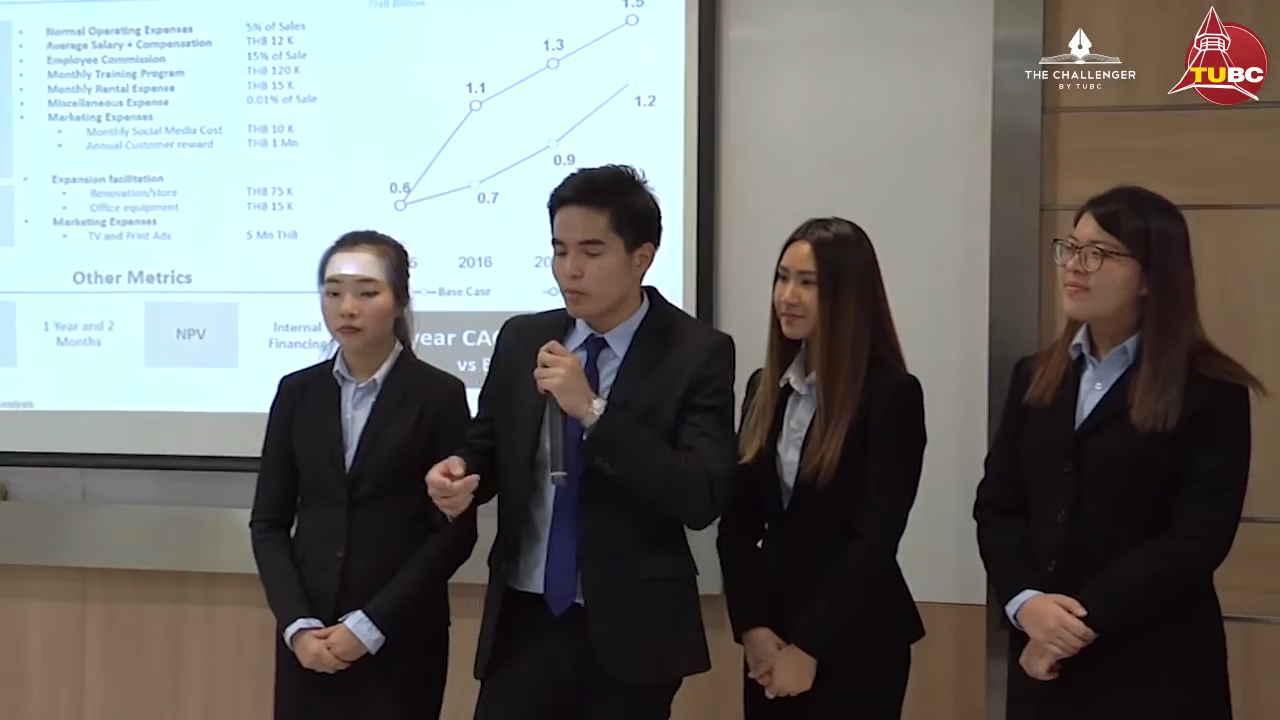 THB Billion
Normal Operating Expenses 5% of Sales
Average Salary + Compensation THB 12 K
Employee Commission 15% of Sale
Monthly Training Program THB 120 K
Monthly Rental Expense THB 15 K
Miscellaneous Expense 0.01% of Sale
Marketing Expenses
Monthly Social Media Cost THB 10 K
Annual Customer reward THB 1 Mn
Expansion facilitation
Renovation/store THB 75 K
Office equipment THB 15 K
Marketing Expenses
TV and Print Ads 5 Mn THB
1.5
1.3
1.1
1.2
0.9
0.6
0.7
2016
Base Case
Other Metrics
1 Year and 2
Months
NPV
Internal
Financing
year
vs
THE CHALLENGER
BY TUBC
TUBC